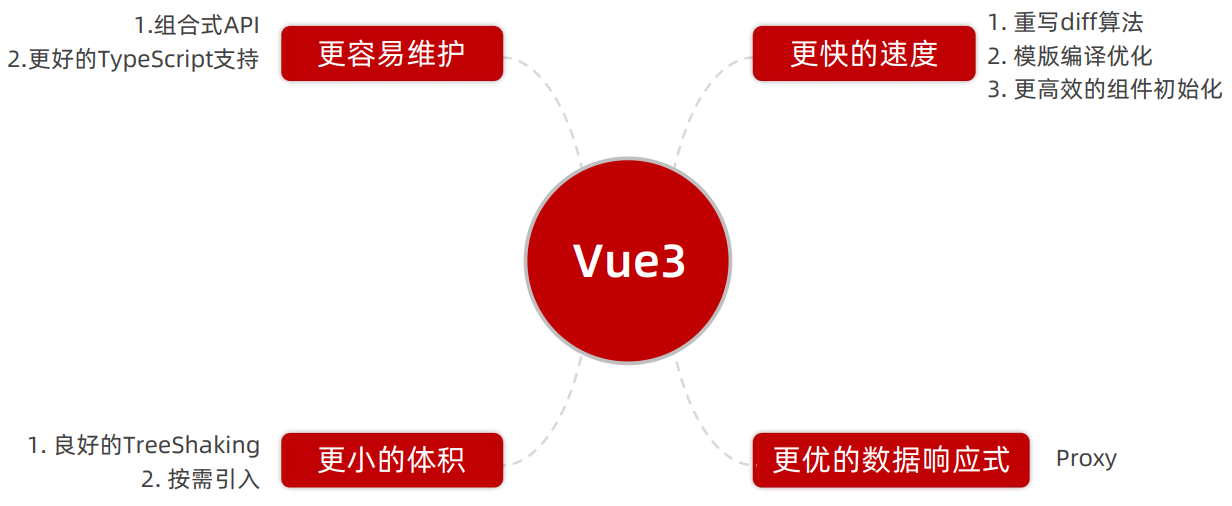 1.组合式API
2.更好的TypeScript支持
更容易维护
更快的速度
1. 重写diff算法
2. 模版编译优化
3. 更高效的组件初始化
Vue3
1. 良好的TreeShaking
2. 按需引入
更小的体积
更优的数据响应式
Proxy